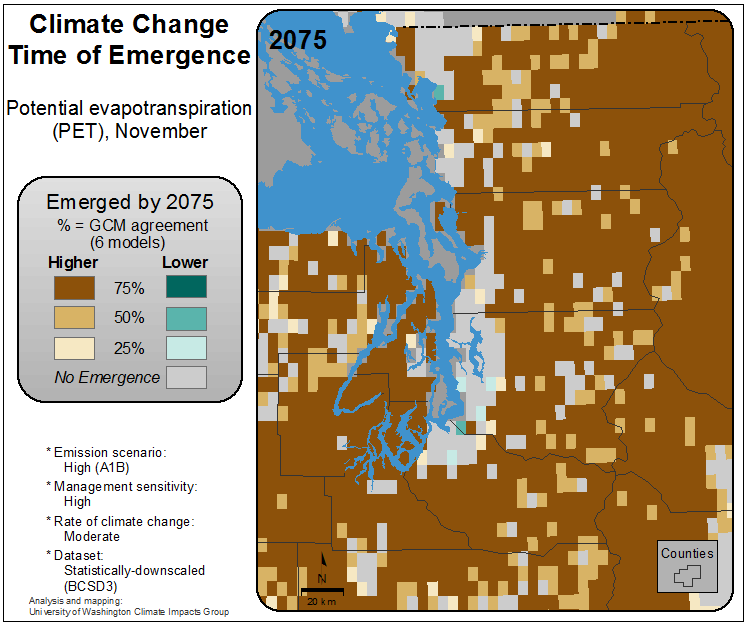 Climate Change
Time of Emergence
Potential evapotranspiration
(PET), November
Emerged by 2075
% = GCM agreement
(6 models)
Higher Lower
75%
50%
25%
No Emergence
* Emission scenario:
High (A1B)
* Management sensitivity:
High
* Rate of climate change:
Moderate
* Dataset:
Statistically-downscaled
(BCSD3)
Analysis and mapping:
University of Washington Climate Impacts Group
2075
N
20 km
Counties